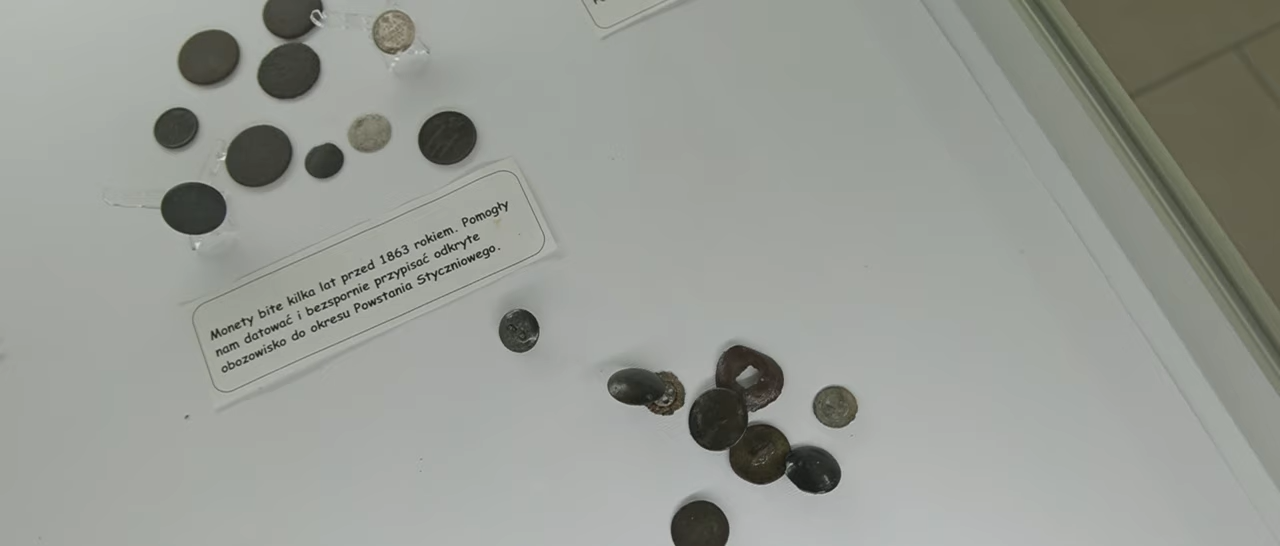 Monety bite kilka lat przed 1863 rokiem. Pomogły
nam datować i bezspornie przypisać odkryte
obozowisko do okresu Powstania Styczniowego.